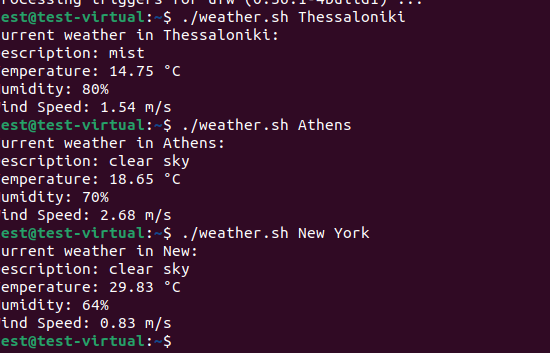 rocessing triggers for ufw (0.36.1-4build1) ...
est@test-virtual:~$ ./weather.sh Thessaloniki
urrent weather in Thessaloniki:
escription: mist
emperature: 14.75 °C
umidity: 80%
ind Speed: 1.54 m/s
est@test-virtual:~$ ./weather.sh Athens
urrent weather in Athens:
escription: clear sky
emperature: 18.65 °C
umidity: 70%
ind Speed: 2.68 m/s
est@test-virtual:~$ ./weather.sh New York
urrent weather in New:
escription: clear sky
emperature: 29.83 °C
umidity: 64%
ind Speed: 0.83 m/s
est@test-virtual:~$